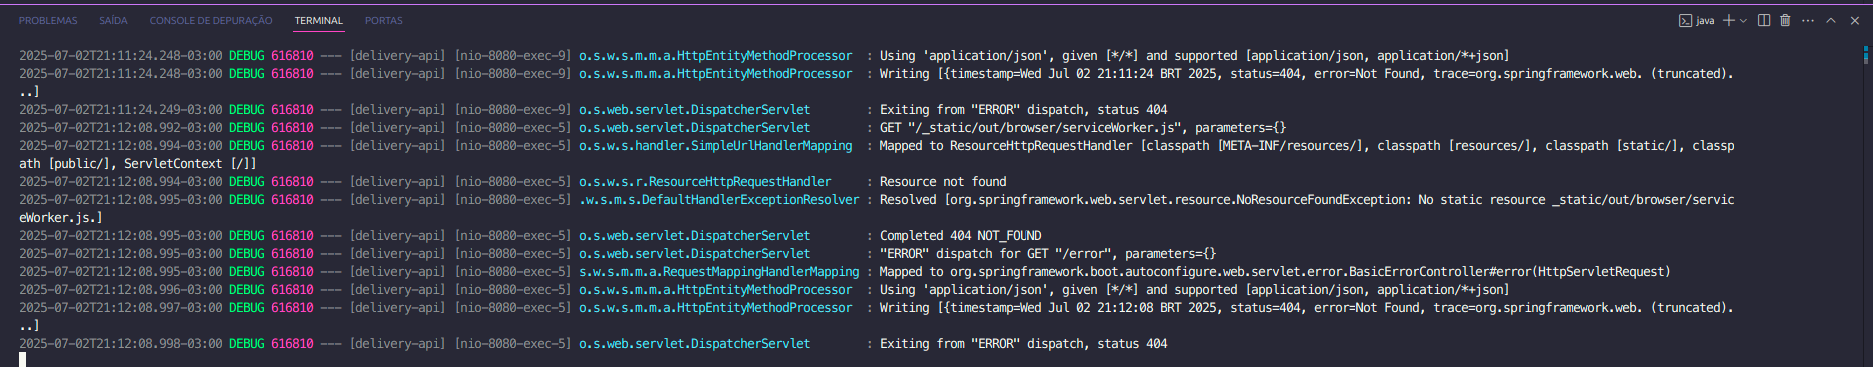 PROBLEMAS SAÍDA CONSOLE DE DEPURAÇÃO TERMINAL PORTAS java
2025-07-02T21:11:24.248-03:00 DEBUG 616810 --- [delivery-api] [nio-8080-exec-9] o.s.w.s.m.m.a.HttpEntityMethodProcessor : Using 'application/json', given [*/*] and supported [application/json, application/*+json]
2025-07-02T21:11:24.248-03:00 DEBUG 616810 --- [delivery-api] [nio-8080-exec-9] o.s.w.s.m.m.a.HttpEntityMethodProcessor : Writing [{timestamp=Wed Jul 02 21:11:24 BRT 2025, status=404, error=Not Found, trace=org.springframework.web. (truncated).
..]
2025-07-02T21:11:24.249-03:00 DEBUG 616810 --- [delivery-api] [nio-8080-exec-9] o.s.web.servlet.DispatcherServlet : Exiting from "ERROR" dispatch, status 404
2025-07-02T21:12:08.992-03:00 DEBUG 616810 --- [delivery-api] [nio-8080-exec-5] o.s.web.servlet.DispatcherServlet : GET "/_static/out/browser/serviceWorker.js", parameters={}
2025-07-02T21:12:08.994-03:00 DEBUG 616810 --- [delivery-api] [nio-8080-exec-5] o.s.w.s.handler.SimpleUrlHandlerMapping : Mapped to ResourceHttpRequestHandler [classpath [META-INF/resources/], classpath [resources/], classpath [static/], classp
ath [public/], ServletContext [/]]
2025-07-02T21:12:08.994-03:00 DEBUG 616810 --- [delivery-api] [nio-8080-exec-5] o.s.w.s.r.ResourceHttpRequestHandler : Resource not found
2025-07-02T21:12:08.995-03:00 DEBUG 616810 --- [delivery-api] [nio-8080-exec-5] .w.s.m.s.DefaultHandlerExceptionResolver : Resolved [org.springframework.web.servlet.resource.NoResourceFoundException: No static resource _static/out/browser/servic
eWorker.js.]
2025-07-02T21:12:08.995-03:00 DEBUG 616810 --- [delivery-api] [nio-8080-exec-5] o.s.web.servlet.DispatcherServlet : Completed 404 NOT_FOUND
2025-07-02T21:12:08.995-03:00 DEBUG 616810 --- [delivery-api] [nio-8080-exec-5] o.s.web.servlet.DispatcherServlet : "ERROR" dispatch for GET "/error", parameters={}
2025-07-02T21:12:08.995-03:00 DEBUG 616810 --- [delivery-api] [nio-8080-exec-5] s.w.s.m.m.a.RequestMappingHandlerMapping : Mapped to org.springframework.boot.autoconfigure.web.servlet.error.BasicErrorController#error(HttpServletRequest)
2025-07-02T21:12:08.996-03:00 DEBUG 616810 --- [delivery-api] [nio-8080-exec-5] o.s.w.s.m.m.a.HttpEntityMethodProcessor : Using 'application/json', given [*/*] and supported [application/json, application/*+json]
2025-07-02T21:12:08.997-03:00 DEBUG 616810 --- [delivery-api] [nio-8080-exec-5] o.s.w.s.m.m.a.HttpEntityMethodProcessor : Writing [{timestamp=Wed Jul 02 21:12:08 BRT 2025, status=404, error=Not Found, trace=org.springframework.web. (truncated).
..]
2025-07-02T21:12:08.998-03:00 DEBUG 616810 --- [delivery-api] [nio-8080-exec-5] o.s.web.servlet.DispatcherServlet : Exiting from "ERROR" dispatch, status 404